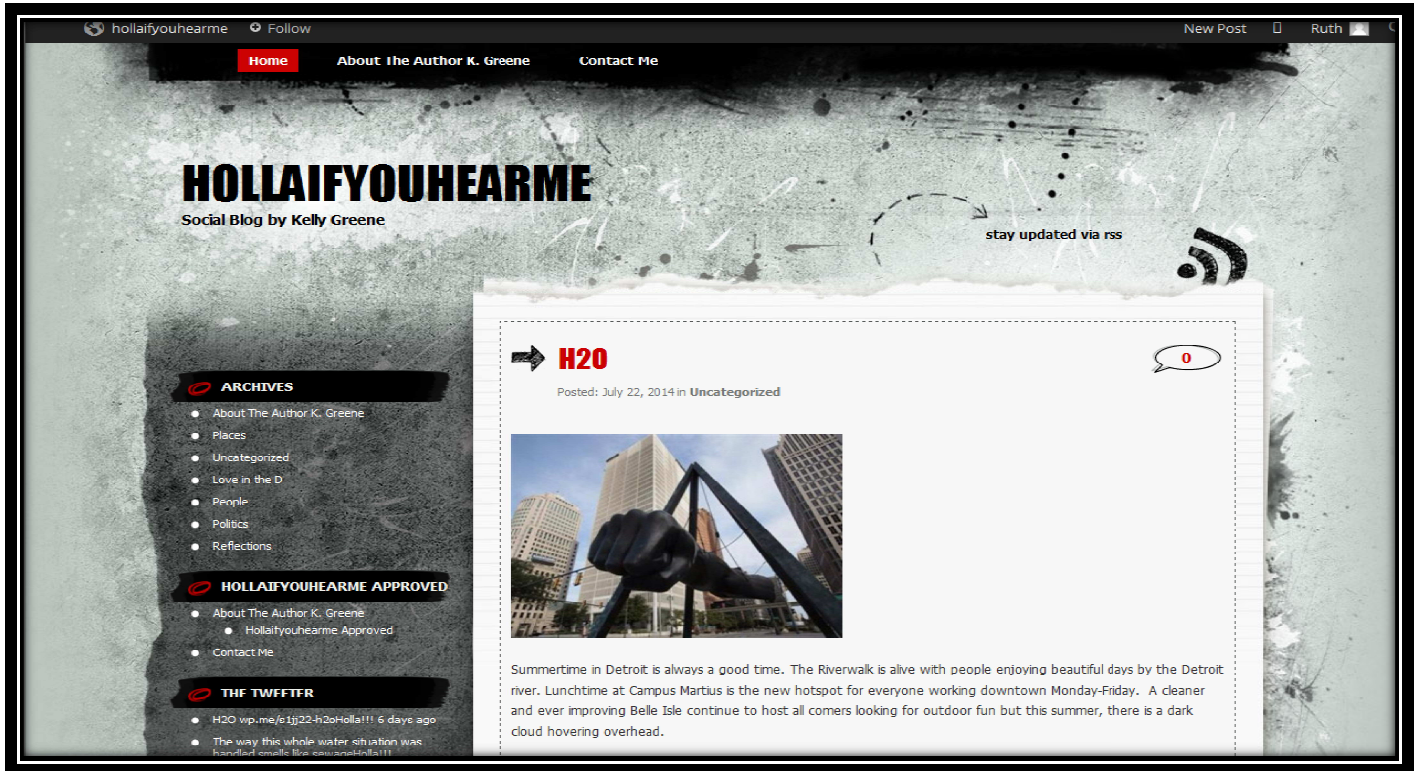 hollaifyouhearme Follow New Post Ruth
Home About The Author K. Greene Contact Me
HOLLAIFYOUHEARME
Social Blog by Kelly Greene
stay updated via rss
ARCHIVES
About The Author K. Greene
Places
Uncategorized
Love in the D
People
Politics
Reflections
HOLLAIFYOUHEARME APPROVED
About The Author K. Greene
Hollaifyouhearme Approved
Contact Me
THE TWEETER
H2O wp.me/s1jj22-h2oHolla!!! 6 days ago
The way this whole water situation was
handled smells like sewageHolla!!!
H2O
0
Posted: July 22, 2014 in Uncategorized
Summertime in Detroit is always a good time. The Riverwalk is alive with people enjoying beautiful days by the Detroit
river. Lunchtime at Campus Martius is the new hotspot for everyone working downtown Monday-Friday. A cleaner
and ever improving Belle Isle continue to host all comers looking for outdoor fun but this summer, there is a dark
cloud hovering overhead.